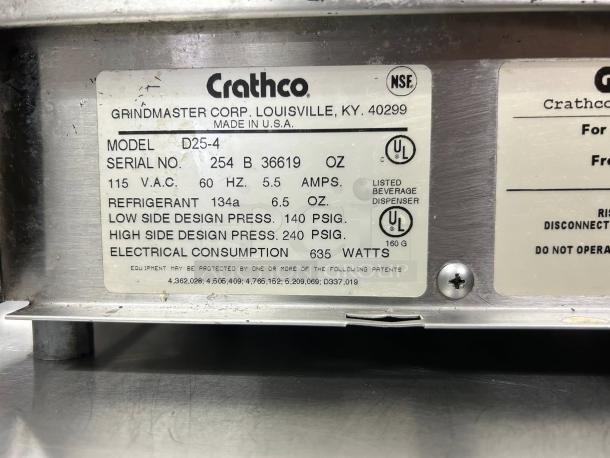 Crathco®
NSF®
GRINDMASTER CORP. LOUISVILLE, KY. 40299
MADE IN U.S.A.
MODEL D25-4
SERIAL NO. 254 B 36619 OZ
115 V.A.C. 60 HZ. 5.5 AMPS.
REFRIGERANT 134a 6.5 OZ.
LOW SIDE DESIGN PRESS. 140 PSIG.
HIGH SIDE DESIGN PRESS. 240 PSIG.
ELECTRICAL CONSUMPTION 635 WATTS
EQUIPMENT MAY BE PROTECTED BY ONE OR MORE OF THE FOLLOWING PATENTS
4,362,028; 4,505,409; 4,765,152; 5,209,069; D337,019
C UL
LISTED
BEVERAGE
DISPENSER
UL
160 G
Crathco
For
Fre
RIS
DISCONNECT
DO NOT OPERA